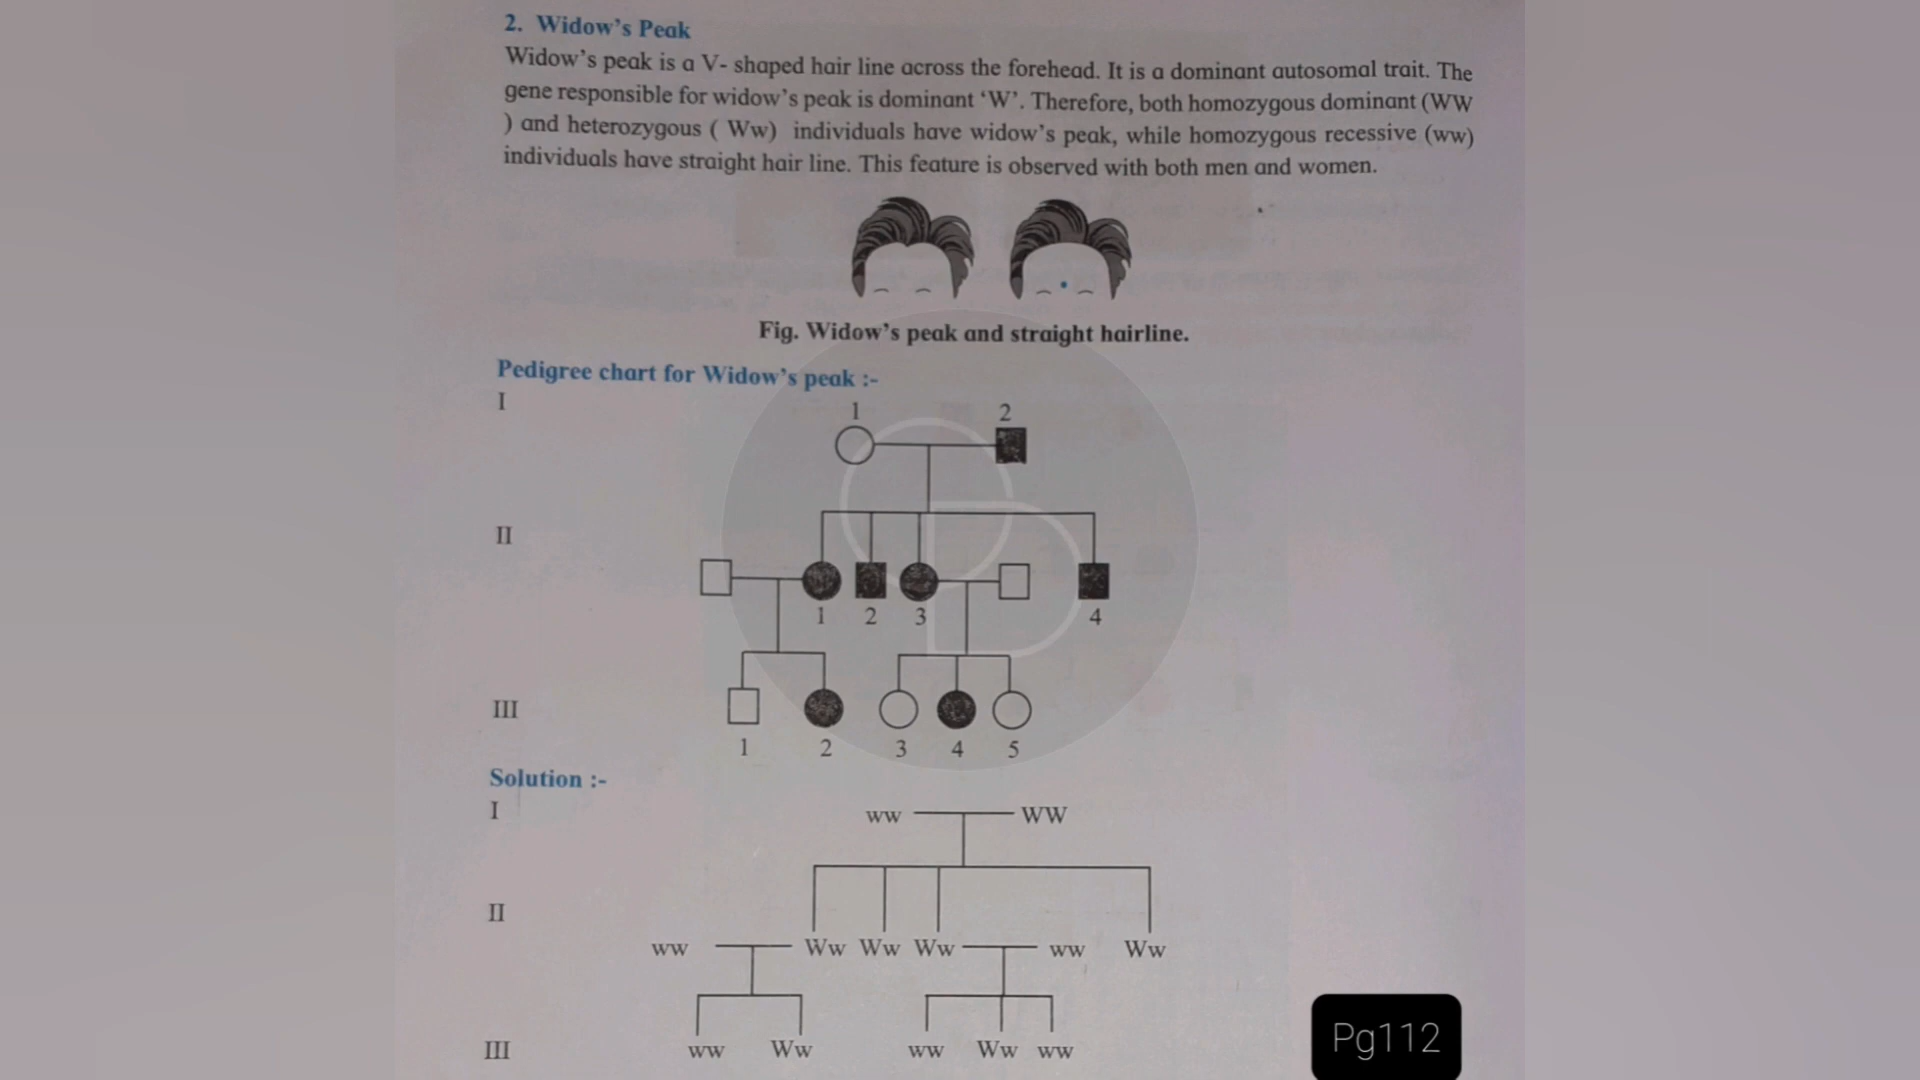 2. Widow's Peak
Widow's peak is a V- shaped hair line across the forehead. It is a dominant autosomal trait. The
gene responsible for widow's peak is dominant 'W'. Therefore, both homozygous dominant (WW
) and heterozygous ( Ww) individuals have widow's peak, while homozygous recessive (ww)
individuals have straight hair line. This feature is observed with both men and women.
Fig. Widow's peak and straight hairline.
Pedigree chart for Widow's peak :-
I
1 2
II
1 2 3 4
III
1 2 3 4 5
Solution :-
I
ww WW
II
ww Ww Ww Ww ww Ww
III
ww Ww ww Ww ww
Pg112